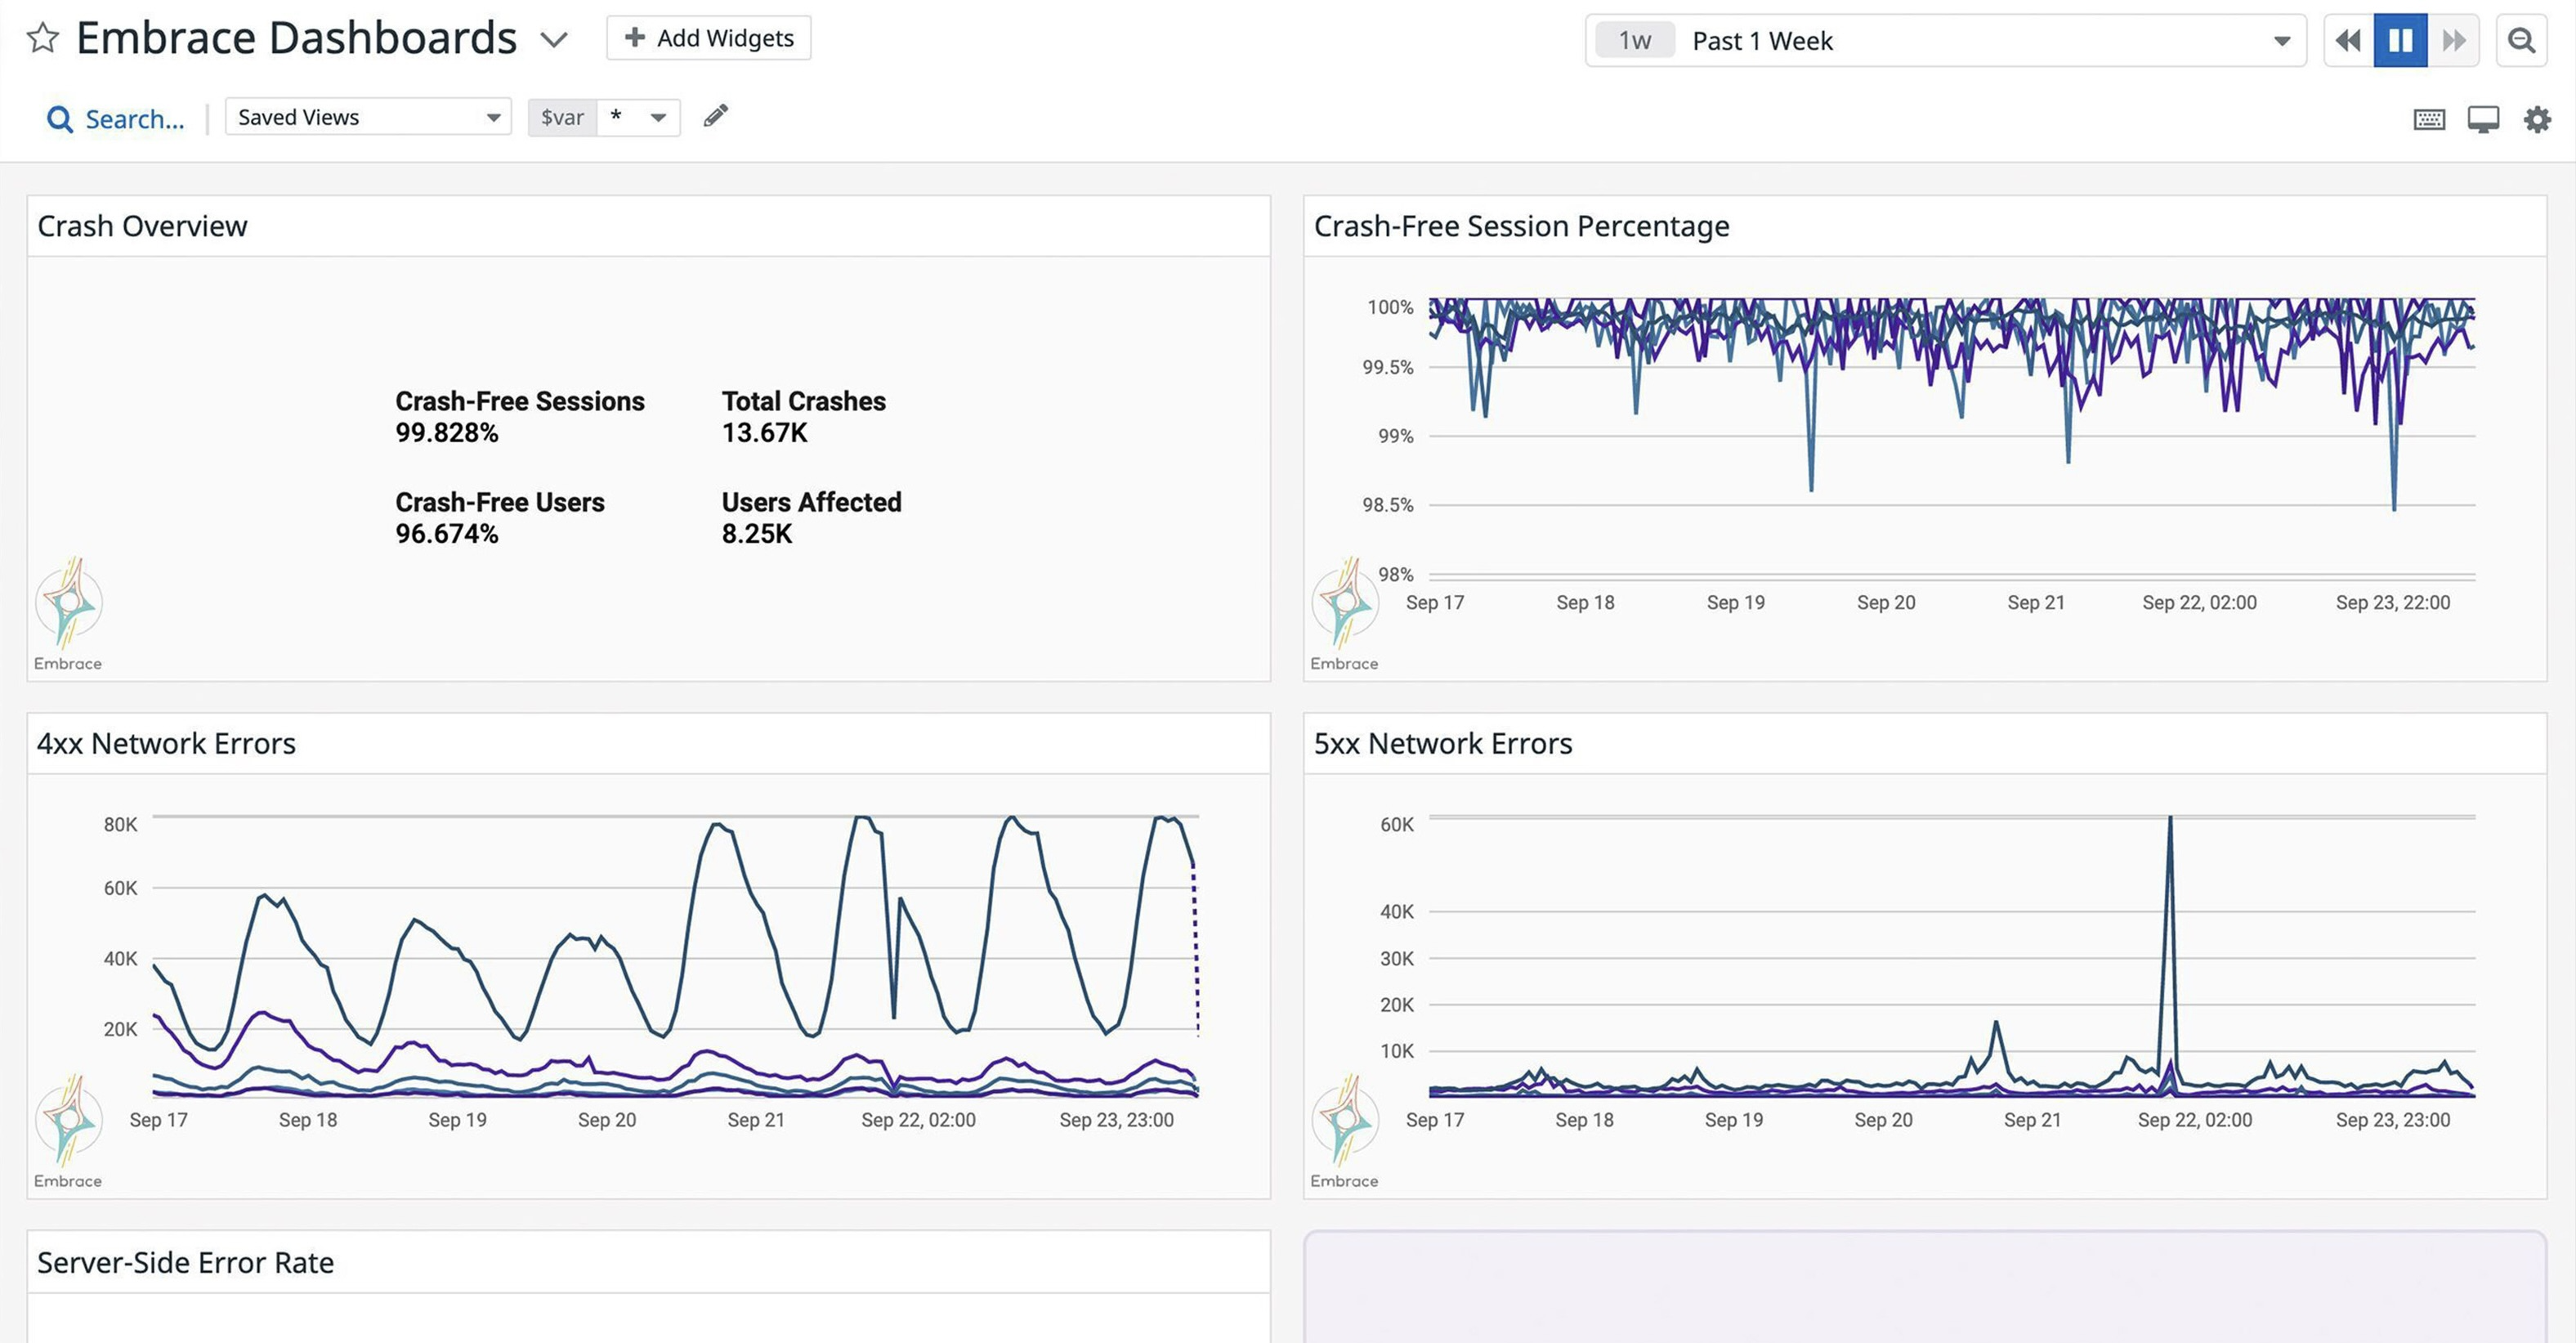 Embrace Dashboards
Add Widgets
1w Past 1 Week
Search...
Saved Views
$var *
Crash Overview
Crash-Free Sessions
99.828%
Total Crashes
13.67K
Crash-Free Users
96.674%
Users Affected
8.25K
Embrace
Crash-Free Session Percentage
100%
99.5%
99%
98.5%
98%
Sep 17 Sep 18 Sep 19 Sep 20 Sep 21 Sep 22, 02:00 Sep 23, 22:00
Embrace
4xx Network Errors
80K
60K
40K
20K
Sep 17 Sep 18 Sep 19 Sep 20 Sep 21 Sep 22, 02:00 Sep 23, 23:00
Embrace
5xx Network Errors
60K
40K
30K
20K
10K
Sep 17 Sep 18 Sep 19 Sep 20 Sep 21 Sep 22, 02:00 Sep 23, 23:00
Embrace
Server-Side Error Rate